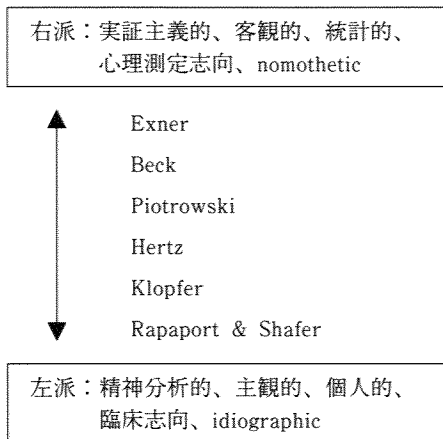 右派：実証主義的、客観的、統計的、
心理測定志向、nomothetic
Exner
Beck
Piotrowski
Hertz
Klopfer
Rapaport & Shafer
左派：精神分析的、主観的、個人的、
臨床志向、idiographic